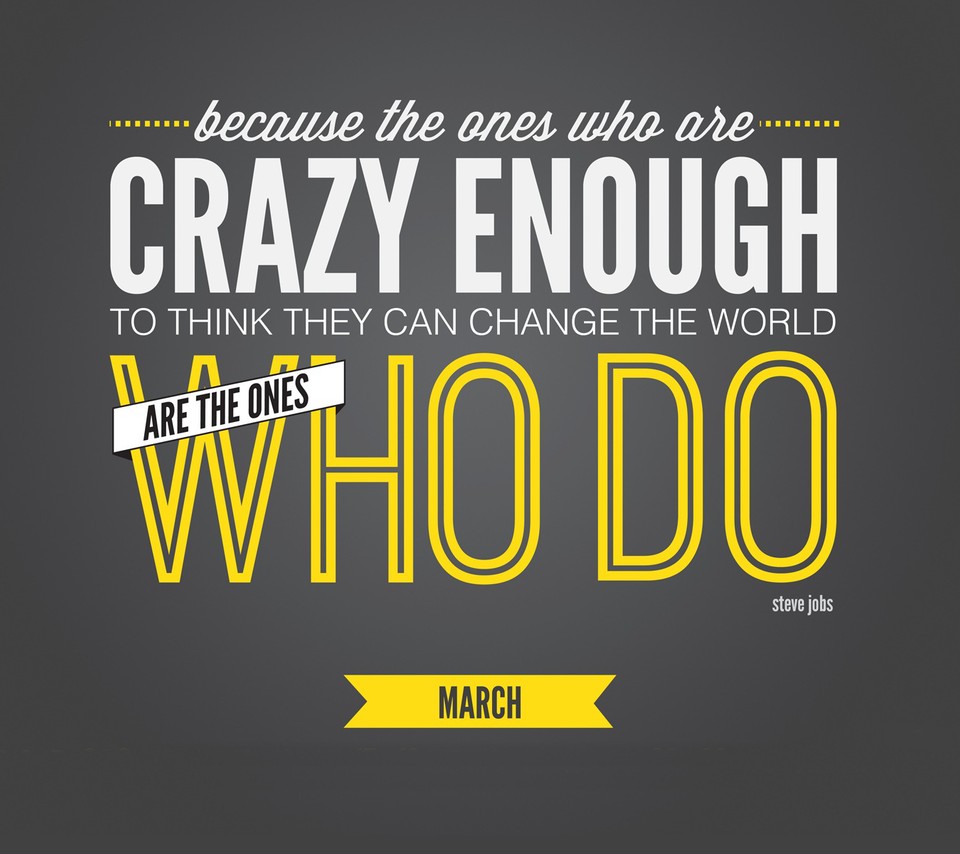 because the ones who are
CRAZY ENOUGH
TO THINK THEY CAN CHANGE THE WORLD
ARE THE ONES
WHO DO
steve jobs
MARCH